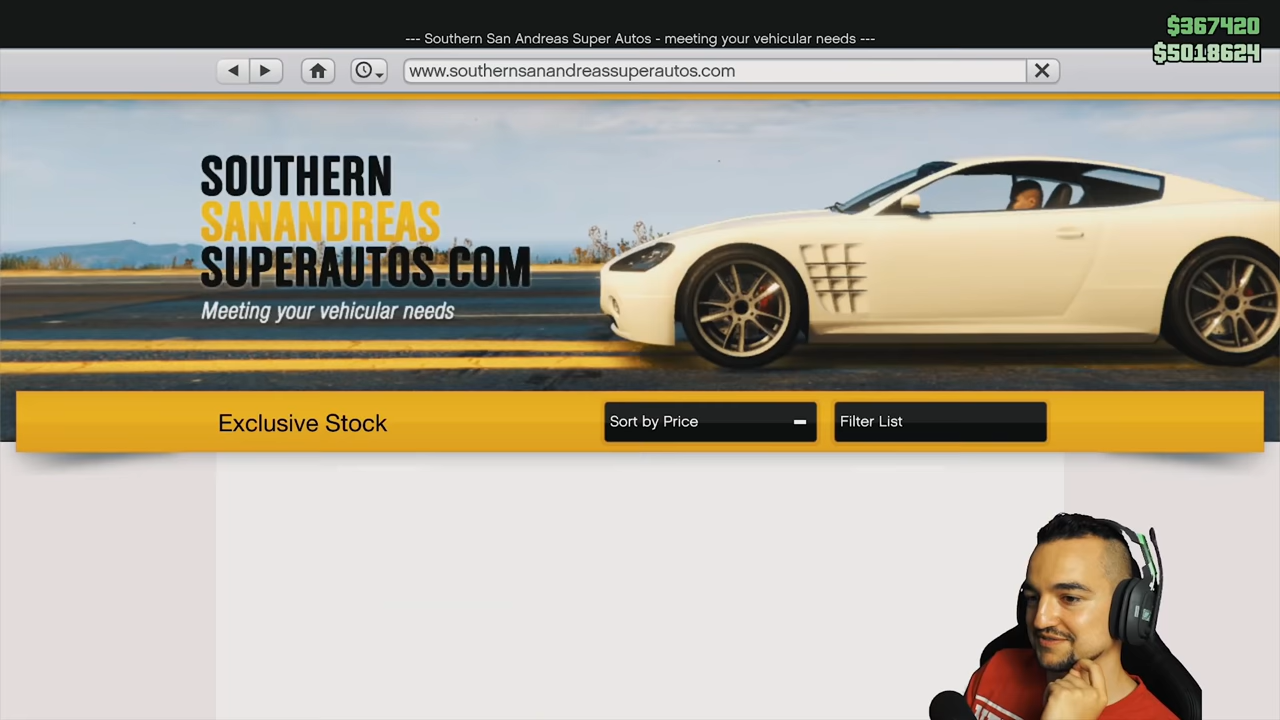 $367420
--- Southern San Andreas Super Autos - meeting your vehicular needs ---
$5018624
www.southernsanandreassuperautos.com
SOUTHERN
SANANDREAS
SUPERAUTOS.COM
Meeting your vehicular needs
Exclusive Stock
Sort by Price
Filter List